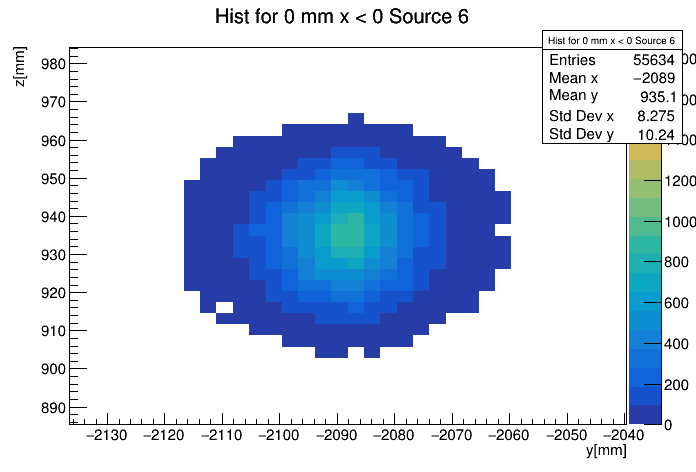 Hist for 0 mm x < 0 Source 6
Hist for 0 mm x < 0 Source 6
Entries 55634
Mean x −2089
Mean y 935.1
Std Dev x 8.275
Std Dev y 10.24
z[mm]
980
970
960
950
940
930
920
910
900
890
−2130 −2120 −2110 −2100 −2090 −2080 −2070 −2060 −2050 −2040
y[mm]
1200
1000
800
600
400
200
0